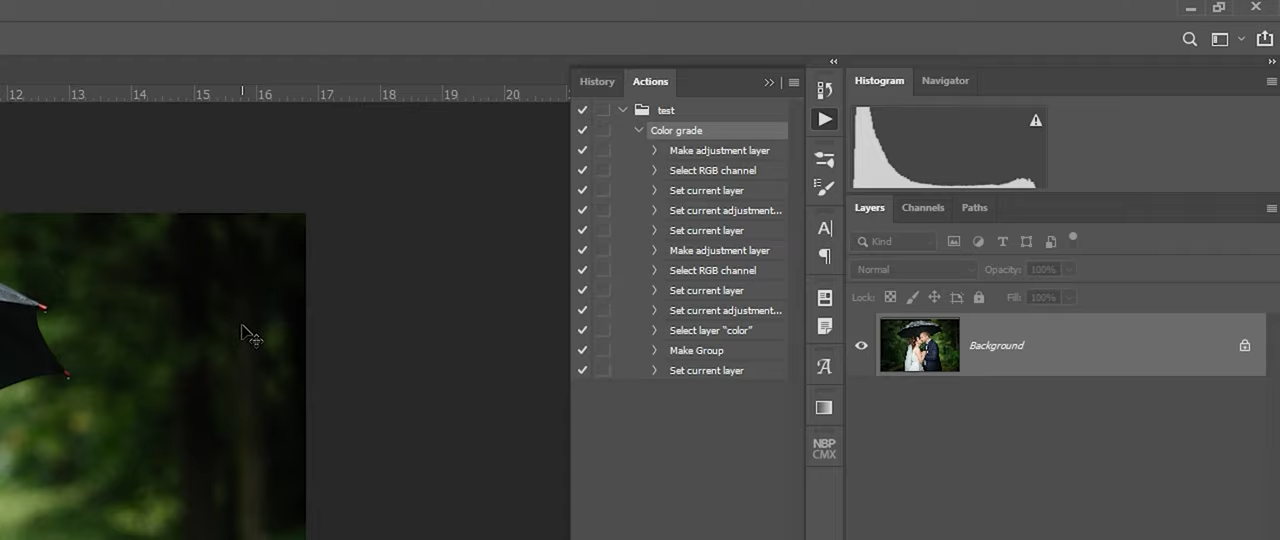 12 13 14 15 16 17 18 19 20
History Actions
test
Color grade
Make adjustment layer
Select RGB channel
Set current layer
Set current adjustment...
Set current layer
Make adjustment layer
Select RGB channel
Set current layer
Set current adjustment...
Select layer “color”
Make Group
Set current layer
A
NBP
CMX
Histogram Navigator
Layers Channels Paths
Kind T
Normal Opacity: 100%
Lock: Fill: 100%
Background